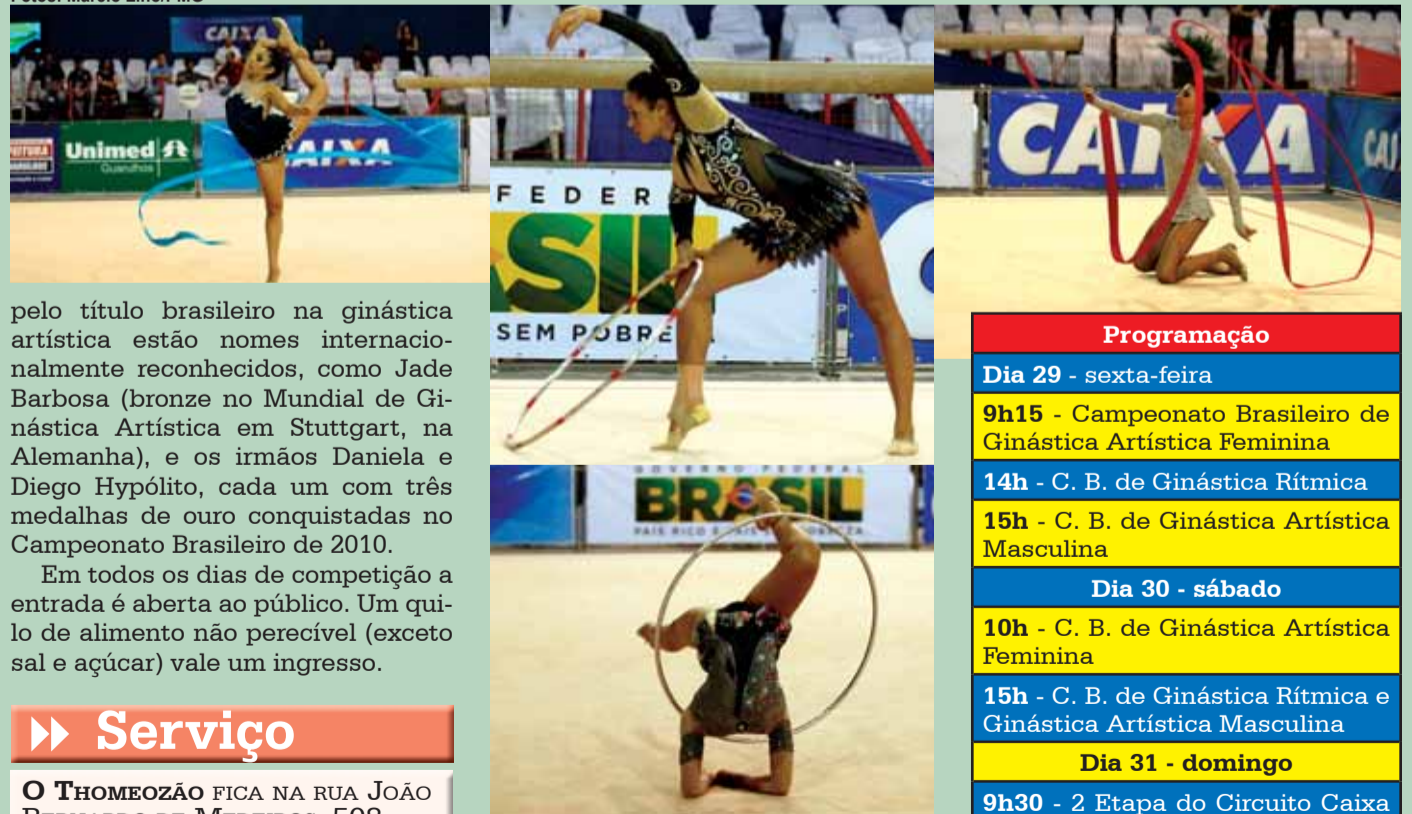 CAIXA
Unimed
Guarulhos
AIXA
FEDER
ASIL
SEM POBRE
CAIXA
CAI
GOVERNO FEDERAL
BRASIL
pelo título brasileiro na ginástica
artística estão nomes internacio-
nalmente reconhecidos, como Jade
Barbosa (bronze no Mundial de Gi-
nástica Artística em Stuttgart, na
Alemanha), e os irmãos Daniela e
Diego Hypólito, cada um com três
medalhas de ouro conquistadas no
Campeonato Brasileiro de 2010.
Em todos os dias de competição a
entrada é aberta ao público. Um qui-
lo de alimento não perecível (exceto
sal e açúcar) vale um ingresso.
Serviço
O THOMEOZÃO FICA NA RUA JOÃO
Programação
Dia 29 - sexta-feira
9h15 - Campeonato Brasileiro de
Ginástica Artística Feminina
14h - C. B. de Ginástica Rítmica
15h - C. B. de Ginástica Artística
Masculina
Dia 30 - sábado
10h - C. B. de Ginástica Artística
Feminina
15h - C. B. de Ginástica Rítmica e
Ginástica Artística Masculina
Dia 31 - domingo
9h30 - 2 Etapa do Circuito Caixa